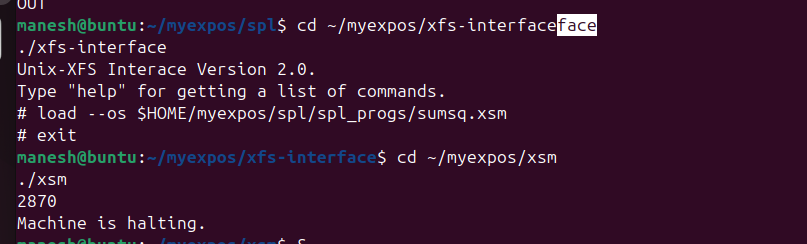 OUT
manesh@buntu:~/myexpos/spl$ cd ~/myexpos/xfs-interfaceface
./xfs-interface
Unix-XFS Interace Version 2.0.
Type "help" for getting a list of commands.
# load --os $HOME/myexpos/spl/spl_progs/sumsq.xsm
# exit
manesh@buntu:~/myexpos/xfs-interface$ cd ~/myexpos/xsm
./xsm
2870
Machine is halting.